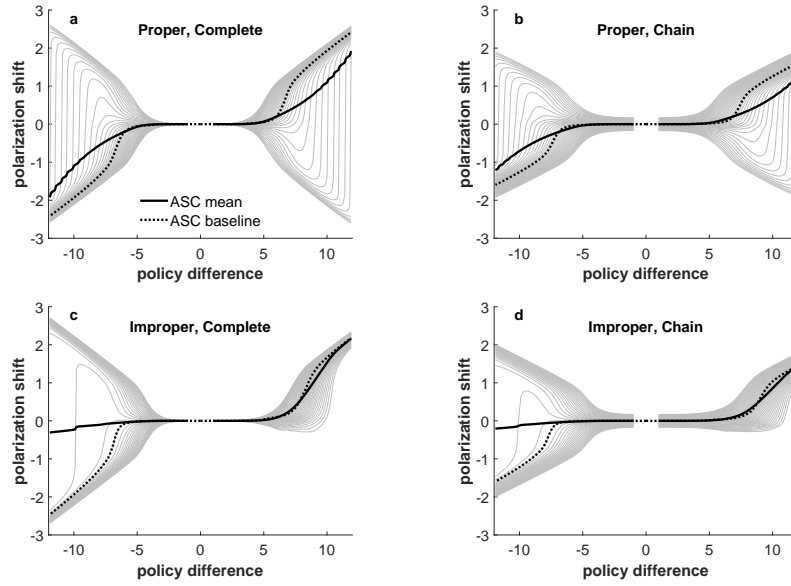 a
Proper, Complete
3
2
1
0
-1
-2
-3
polarization shift
ASC mean
ASC baseline
-10 -5 0 5 10
policy difference
b
Proper, Chain
3
2
1
0
-1
-2
-3
polarization shift
-10 -5 0 5 10
policy difference
c
Improper, Complete
3
2
1
0
-1
-2
-3
polarization shift
-10 -5 0 5 10
policy difference
d
Improper, Chain
3
2
1
0
-1
-2
-3
polarization shift
-10 -5 0 5 10
policy difference